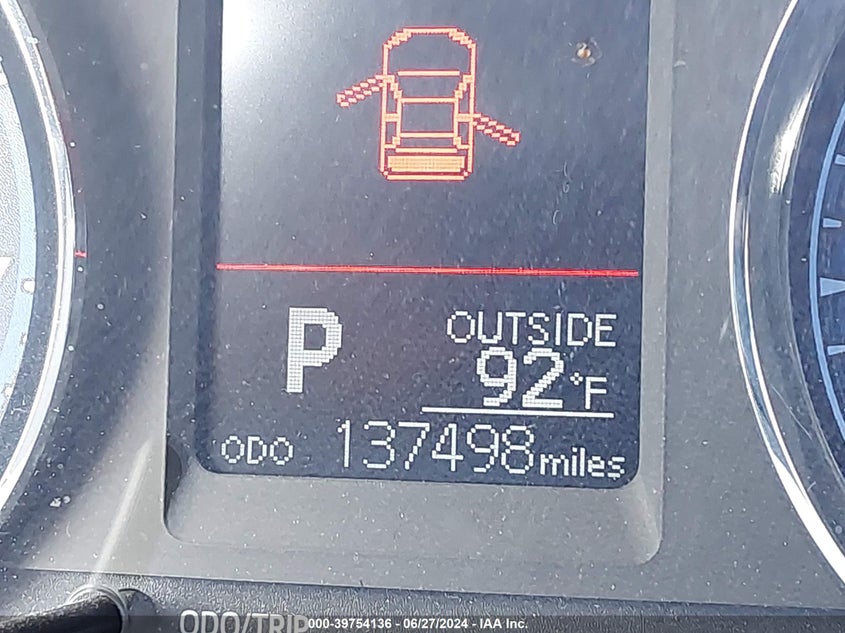 P
OUTSIDE
92°F
ODO 137498 miles
ODO/TRIP
000-39754136 - 06/27/2024 - IAA Inc.